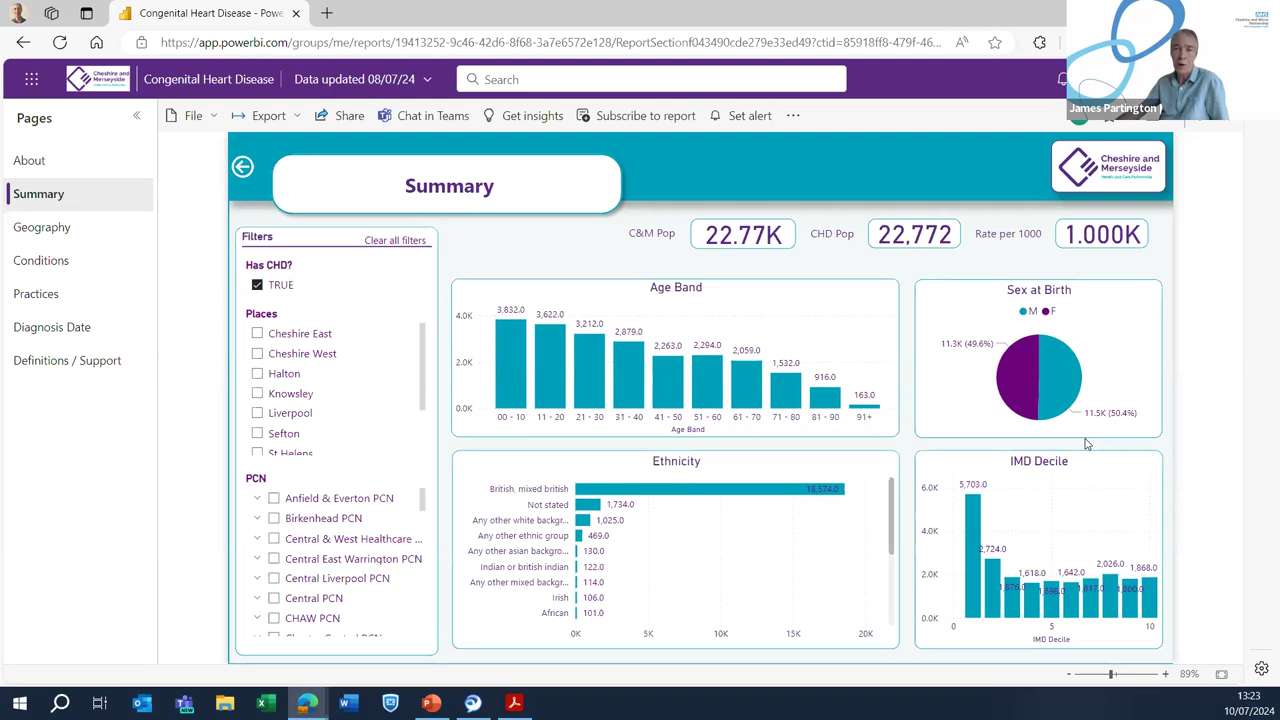 Congenital Heart Disease - Powe
https://app.powerbi.com/groups/me/reports/
Cheshire and Merseyside
Congenital Heart Disease
Data updated 08/07/24
Search
James Partington
Pages
File
Export
Share
Get insights
Subscribe to report
Set alert
About
Summary
Geography
Conditions
Practices
Diagnosis Date
Definitions / Support
Summary
Cheshire and
Merseyside
Health and Care Partnership
Filters
Clear all filters
Has CHD?
TRUE
Places
Cheshire East
Cheshire West
Halton
Knowsley
Liverpool
Sefton
St Helens
PCN
Anfield & Everton PCN
Birkenhead PCN
Central & West Healthcare ...
Central East Warrington PCN
Central Liverpool PCN
Central PCN
CHAW PCN
C&M Pop
22.77K
CHD Pop
22,772
Rate per 1000
1.000K
Age Band
4.0K
2.0K
0.0K
3,832.0
3,622.0
3,212.0
2,879.0
2,263.0
2,294.0
2,059.0
1,532.0
916.0
163.0
00 - 10
11 - 20
21 - 30
31 - 40
41 - 50
51 - 60
61 - 70
71 - 80
81 - 90
91+
Age Band
Sex at Birth
M F
11.3K (49.6%)
11.5K (50.4%)
Ethnicity
British, mixed british 18,574.0
Not stated 1,734.0
Any other white backgr... 1,025.0
Any other ethnic group 469.0
Any other asian backgro... 130.0
Indian or british indian 122.0
Any other mixed backgr... 114.0
Irish 106.0
African 101.0
0K 5K 10K 15K 20K
IMD Decile
6.0K
4.0K
2.0K
0.0K
5,703.0
2,724.0
1,618.0
1,642.0
2,026.0
1,868.0
0 5 10
IMD Decile
89%
13:23
10/07/2024